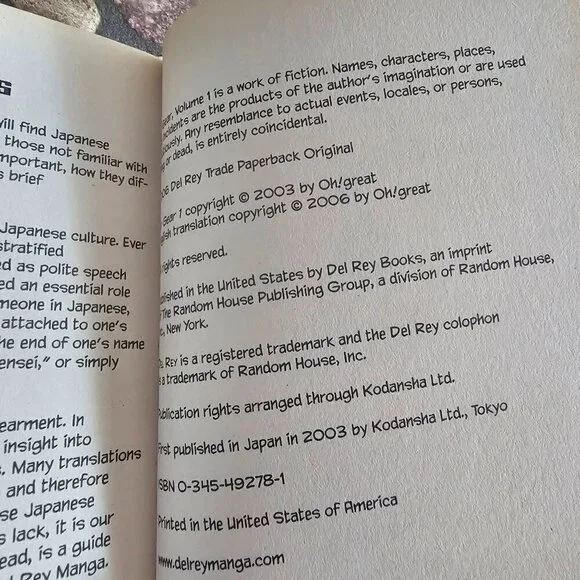 s
ill find Japanese
those not familiar with
mportant, how they dif-
s brief
Japanese culture. Ever
stratified
ed as polite speech
ed an essential role
meone in Japanese,
attached to one's
he end of one's name
ensei," or simply
earment. In
insight into
s. Many translations
and therefore
se Japanese
s lack, it is our
ead, is a guide
l Rey Manga.
Gear, Volume 1 is a work of fiction. Names, characters, places,
cidents are the products of the author's imagination or are used
iously. Any resemblance to actual events, locales, or persons,
g or dead, is entirely coincidental.
06 Del Rey Trade Paperback Original
Gear 1 copyright © 2003 by Oh!great
lish translation copyright © 2006 by Oh!great
rights reserved.
blished in the United States by Del Rey Books, an imprint
The Random House Publishing Group, a division of Random House,
c., New York.
DEL REY is a registered trademark and the Del Rey colophon
a trademark of Random House, Inc.
Publication rights arranged through Kodansha Ltd.
First published in Japan in 2003 by Kodansha Ltd., Tokyo
ISBN 0-345-49278-1
Printed in the United States of America
www.delreymanga.com